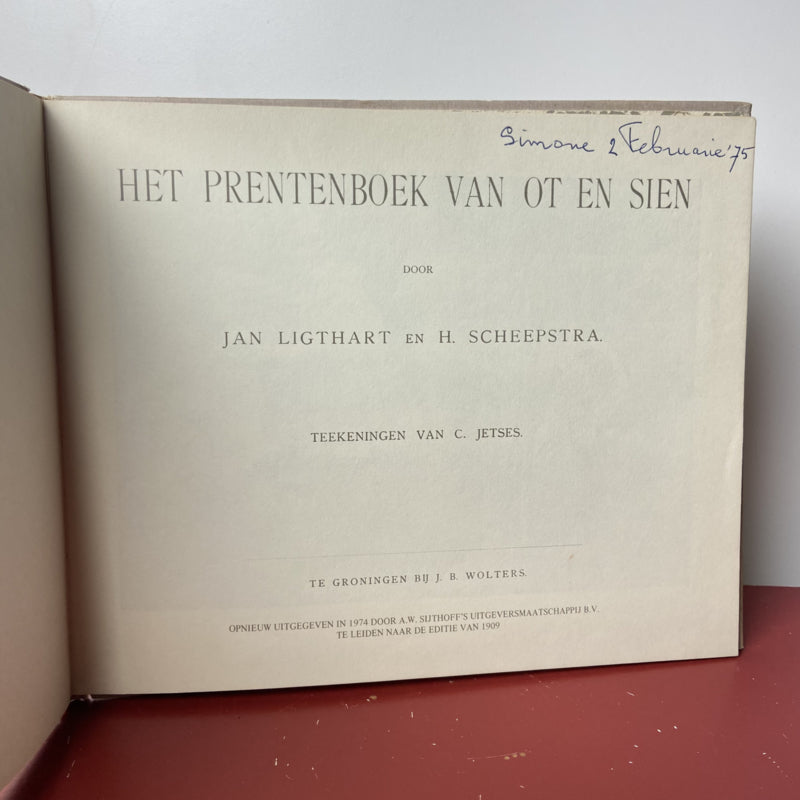 Simone 2 Februarie '75
HET PRENTENBOEK VAN OT EN SIEN
DOOR
JAN LIGTHART EN H. SCHEEPSTRA.
TEEKENINGEN VAN C. JETSES.
TE GRONINGEN BIJ J. B. WOLTERS.
OPNIEUW UITGEGEVEN IN 1974 DOOR A.W. SIJTHOFF'S UITGEVERSMAATSCHAPPIJ B.V.
TE LEIDEN NAAR DE EDITIE VAN 1909